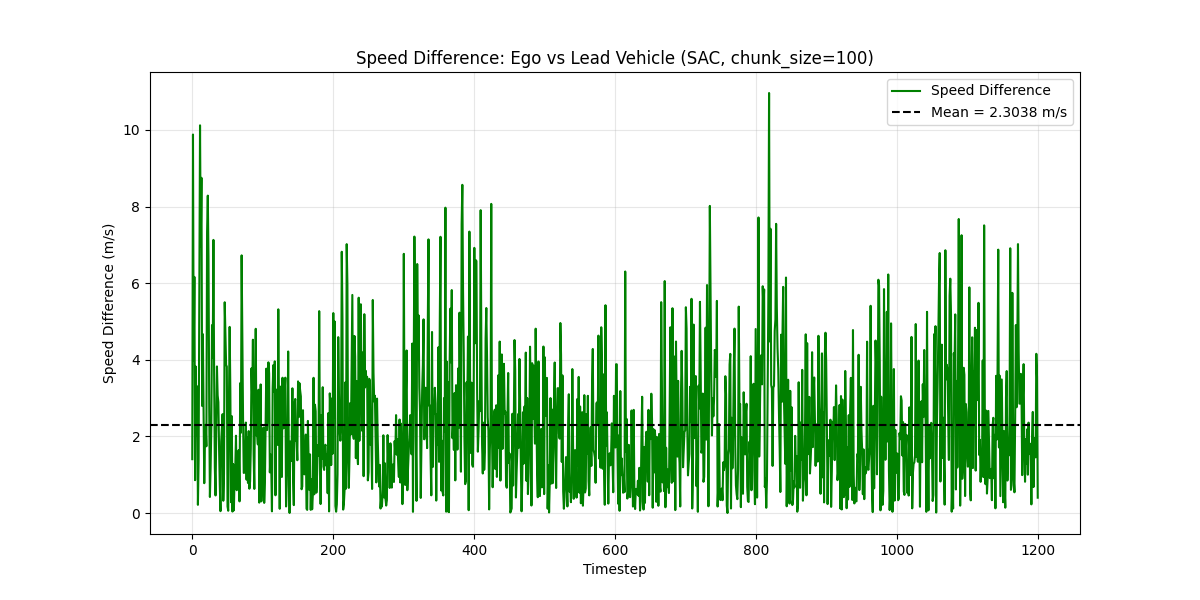 Speed Difference: Ego vs Lead Vehicle (SAC, chunk_size=100)
Speed Difference
Mean = 2.3038 m/s
Speed Difference (m/s)
10
8
6
4
2
0
0 200 400 600 800 1000 1200
Timestep